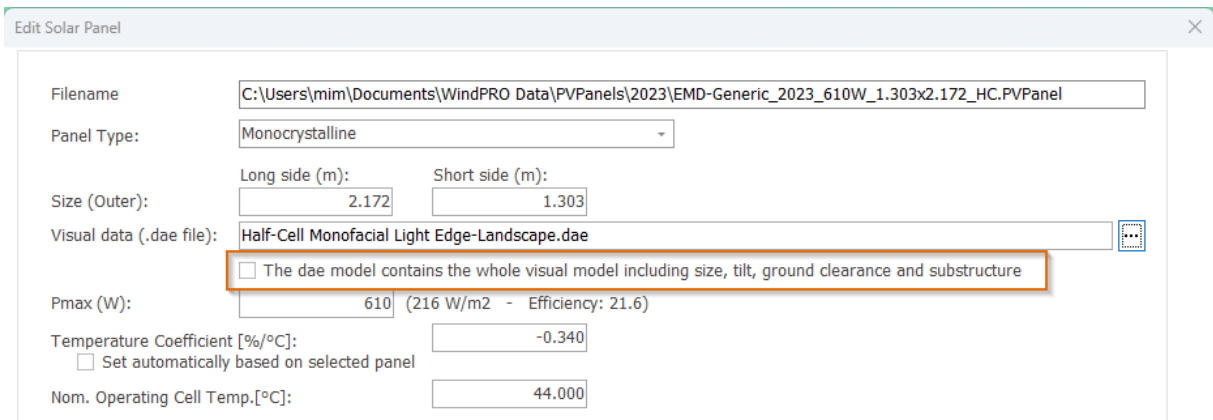 Edit Solar Panel
Filename C:\Users\mim\Documents\WindPRO Data\PVPanels\2023\EMD-Generic_2023_610W_1.303x2.172_HC.PVPanel
Panel Type: Monocrystalline
Long side (m): Short side (m):
Size (Outer): 2.172 1.303
Visual data (.dae file): Half-Cell Monofacial Light Edge-Landscape.dae ...
The dae model contains the whole visual model including size, tilt, ground clearance and substructure
Pmax (W): 610 (216 W/m2 - Efficiency: 21.6)
Temperature Coefficient [%/°C]: -0.340
Set automatically based on selected panel
Nom. Operating Cell Temp.[°C]: 44.000